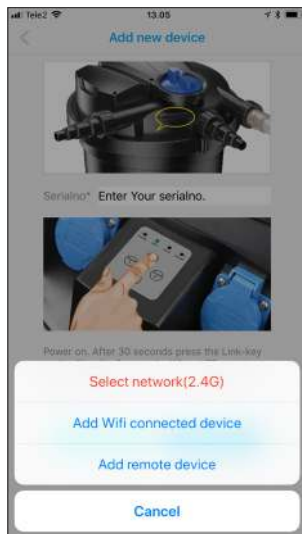 Tele2
13.05
Add new device
Serialno* Enter Your serialno.
Power on. After 30 seconds press the Link-key
Select network(2.4G)
Add Wifi connected device
Add remote device
Cancel